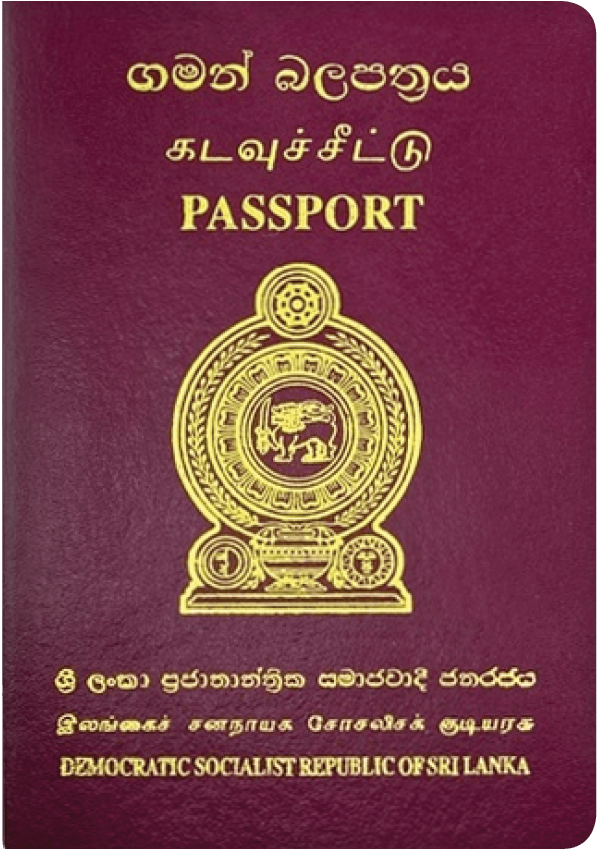 ගමන් බලපත්‍රය
கடவுச்சீட்டு
PASSPORT
ශ්‍රී ලංකා ප්‍රජාතාන්ත්‍රික සමාජවාදී ජනරජය
இலங்கைச் சனநாயக சோசலிசக் குடியரசு
DEMOCRATIC SOCIALIST REPUBLIC OF SRI LANKA